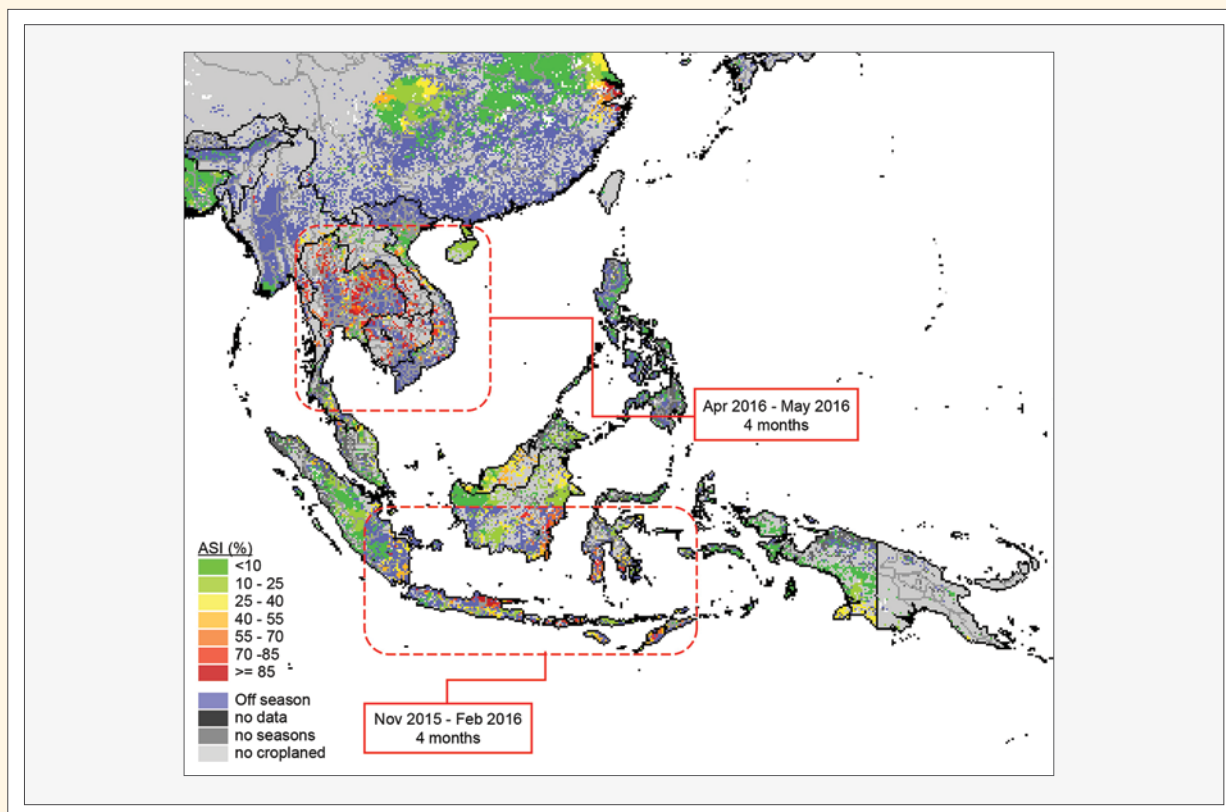 Apr 2016 - May 2016
4 months
ASI (%)
<10
10 - 25
25 - 40
40 - 55
55 - 70
70 -85
>= 85
Off season
no data
no seasons
no croplaned
Nov 2015 - Feb 2016
4 months